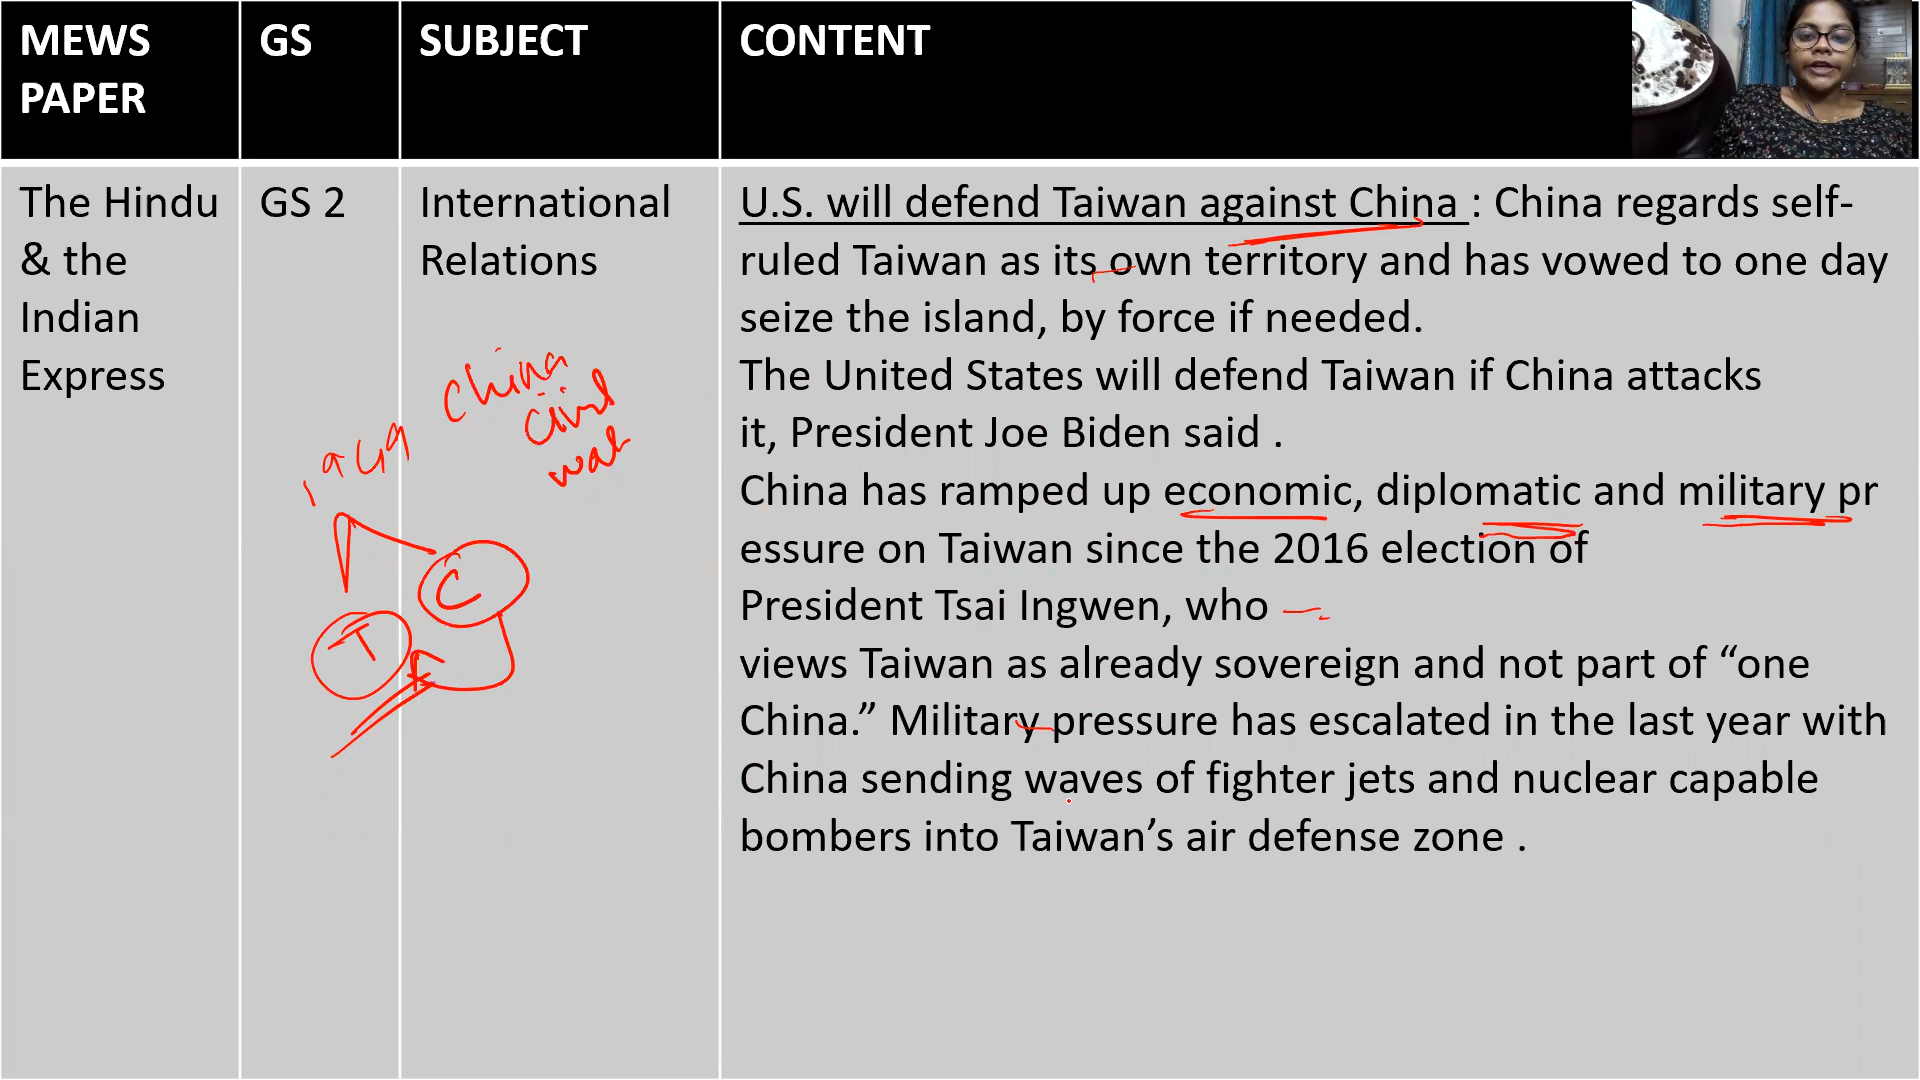 MEWS
PAPER
GS
SUBJECT
CONTENT
The Hindu
& the
Indian
Express
GS 2
International
Relations
U.S. will defend Taiwan against China : China regards self-
ruled Taiwan as its own territory and has vowed to one day
seize the island, by force if needed.
The United States will defend Taiwan if China attacks
it, President Joe Biden said .
China has ramped up economic, diplomatic and military pr
essure on Taiwan since the 2016 election of
President Tsai Ingwen, who
views Taiwan as already sovereign and not part of “one
China.” Military pressure has escalated in the last year with
China sending waves of fighter jets and nuclear capable
bombers into Taiwan’s air defense zone .
China
civil
war
1949
C
T